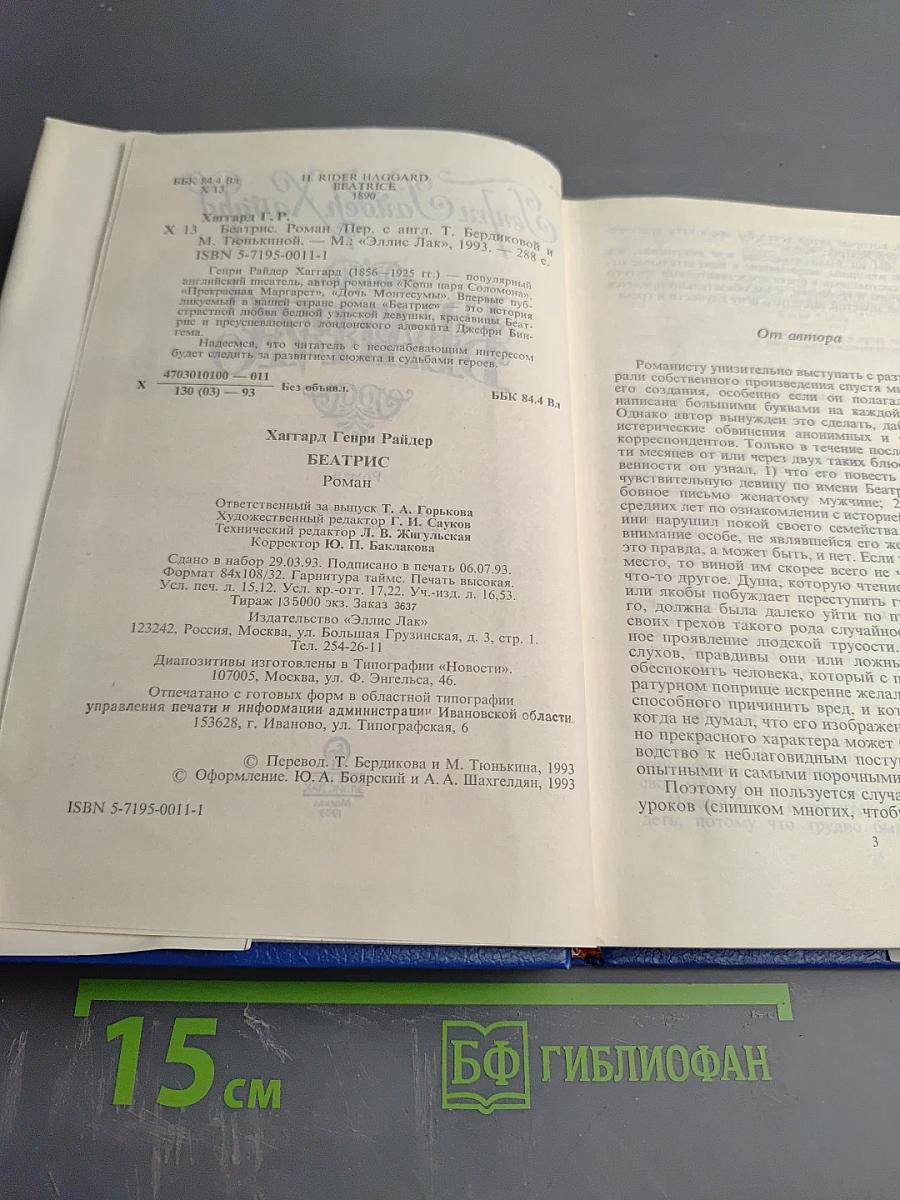 ББК 84.4 Вл
Х 13
H. RIDER HAGGARD
BEATRICE
1890
Хаггард Г. Р.
Х 13 Беатрис. Роман / Пер. с англ. Т. Бердиковой и
М. Тюнькиной. — М.: «Эллис Лак», 1993. — 288 с.
ISBN 5-7195-0011-1
Генри Райдер Хаггард (1856—1925 гг.) — популярный
английский писатель, автор романов «Копи царя Соломона»,
«Прекрасная Маргарет», «Дочь Монтесумы». Впервые пуб-
ликуемый в нашей стране роман «Беатрис» — это история
страстной любви бедной уэльской девушки, красавицы Беат-
рис и преуспевающего лондонского адвоката Джефри Бин-
гема.
Надеемся, что читатель с неослабевающим интересом
будет следить за развитием сюжета и судьбами героев.
Х 4703010100 — 011
130 (03) — 93
Без объявл.
ББК 84.4 Вл
Хаггард Генри Райдер
БЕАТРИС
Роман
Ответственный за выпуск Т. А. Горькова
Художественный редактор Г. И. Сауков
Технический редактор Л. В. Жигульская
Корректор Ю. П. Баклакова
Сдано в набор 29.03.93. Подписано в печать 06.07.93.
Формат 84х108/32. Гарнитура таймс. Печать высокая.
Усл. печ. л. 15,12. Усл. кр.-отт. 17,22. Уч.-изд. л. 16,53.
Тираж 135000 экз. Заказ 3637
Издательство «Эллис Лак»
123242, Россия, Москва, ул. Большая Грузинская, д. 3, стр. 1.
Тел. 254-26-11
Диапозитивы изготовлены в Типографии «Новости».
107005, Москва, ул. Ф. Энгельса, 46.
Отпечатано с готовых форм в областной типографии
управления печати и информации администрации Ивановской области
153628, г. Иваново, ул. Типографская, 6
© Перевод. Т. Бердикова и М. Тюнькина, 1993
© Оформление. Ю. А. Боярский и А. А. Шахгелдян, 1993
ISBN 5-7195-0011-1
От автора
Романисту унизительно выступать с раз
рали собственного произведения спустя м
его создания, особенно если он полагал
написана большими буквами на каждой
Однако автор вынужден это сделать, да
истерические обвинения анонимных и
корреспондентов. Только в течение посл
ти месяцев от или через двух таких блю
венности он узнал, 1) что его повесть
чувствительную девицу по имени Беатр
бовное письмо женатому мужчине; 2
средних лет по ознакомлении с историей
ини нарушил покой своего семейства
внимание особе, не являвшейся его же
это правда, а может быть, и нет. Если
место, то виной им скорее всего не ч
что-то другое. Душа, которую чтение
или якобы побуждает переступить г
го, должна была далеко уйти по п
своих грехов такого рода случайнос
ное проявление людской трусости.
слухов, правдивы они или ложны
обеспокоить человека, который с п
ратурном поприще искренне желал
способного причинить вред, и кот
когда не думал, что его изображен
но прекрасного характера может
водство к неблаговидным поступ
опытными и самыми порочными
Поэтому он пользуется случа
уроков (слишком многих, чтобы
3
15 см
БФ ГИБЛИОФАН